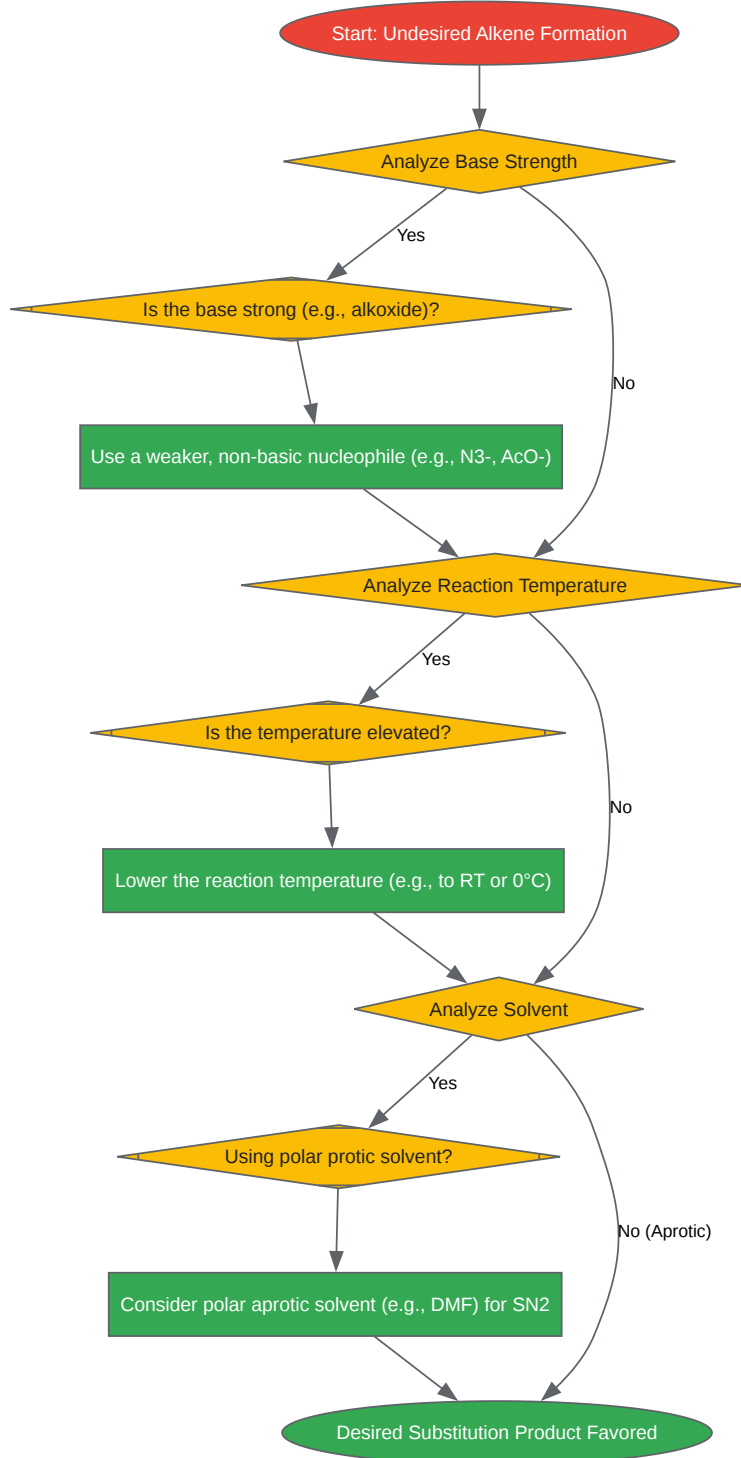 Start: Undesired Alkene Formation
Analyze Base Strength
Yes
Is the base strong (e.g., alkoxide)?
No
Use a weaker, non-basic nucleophile (e.g., N3-, AcO-)
Analyze Reaction Temperature
Yes
Is the temperature elevated?
No
Lower the reaction temperature (e.g., to RT or 0°C)
Analyze Solvent
Yes
Using polar protic solvent?
No (Aprotic)
Consider polar aprotic solvent (e.g., DMF) for SN2
Desired Substitution Product Favored